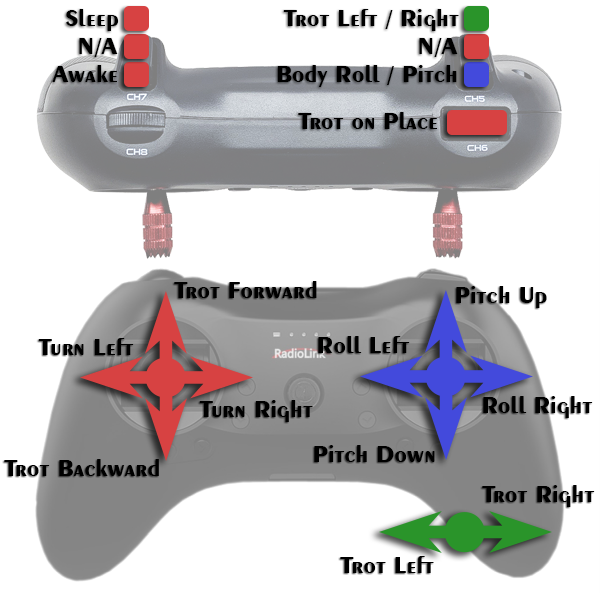 Sleep
Trot Left / Right
N/A
N/A
Awake
Body Roll / Pitch
CH7
CH5
Trot on Place
CH8
CH6
Trot Forward
Pitch Up
Turn Left
RadioLink
Roll Left
Turn Right
Roll Right
Trot Backward
Pitch Down
Trot Right
Trot Left